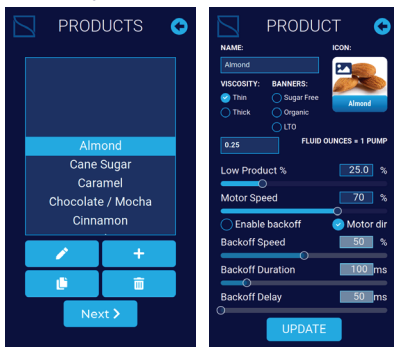 PRODUCTS
Almond
Cane Sugar
Caramel
Chocolate / Mocha
Cinnamon
Next
PRODUCT
NAME:
ICON:
Almond
VISCOSITY:
BANNERS:
Thin
Sugar Free
Thick
Organic
LTO
Almond
0.25
FLUID OUNCES = 1 PUMP
Low Product %
25.0 %
Motor Speed
70 %
Enable backoff
Motor dir
Backoff Speed
50 %
Backoff Duration
100 ms
Backoff Delay
50 ms
UPDATE